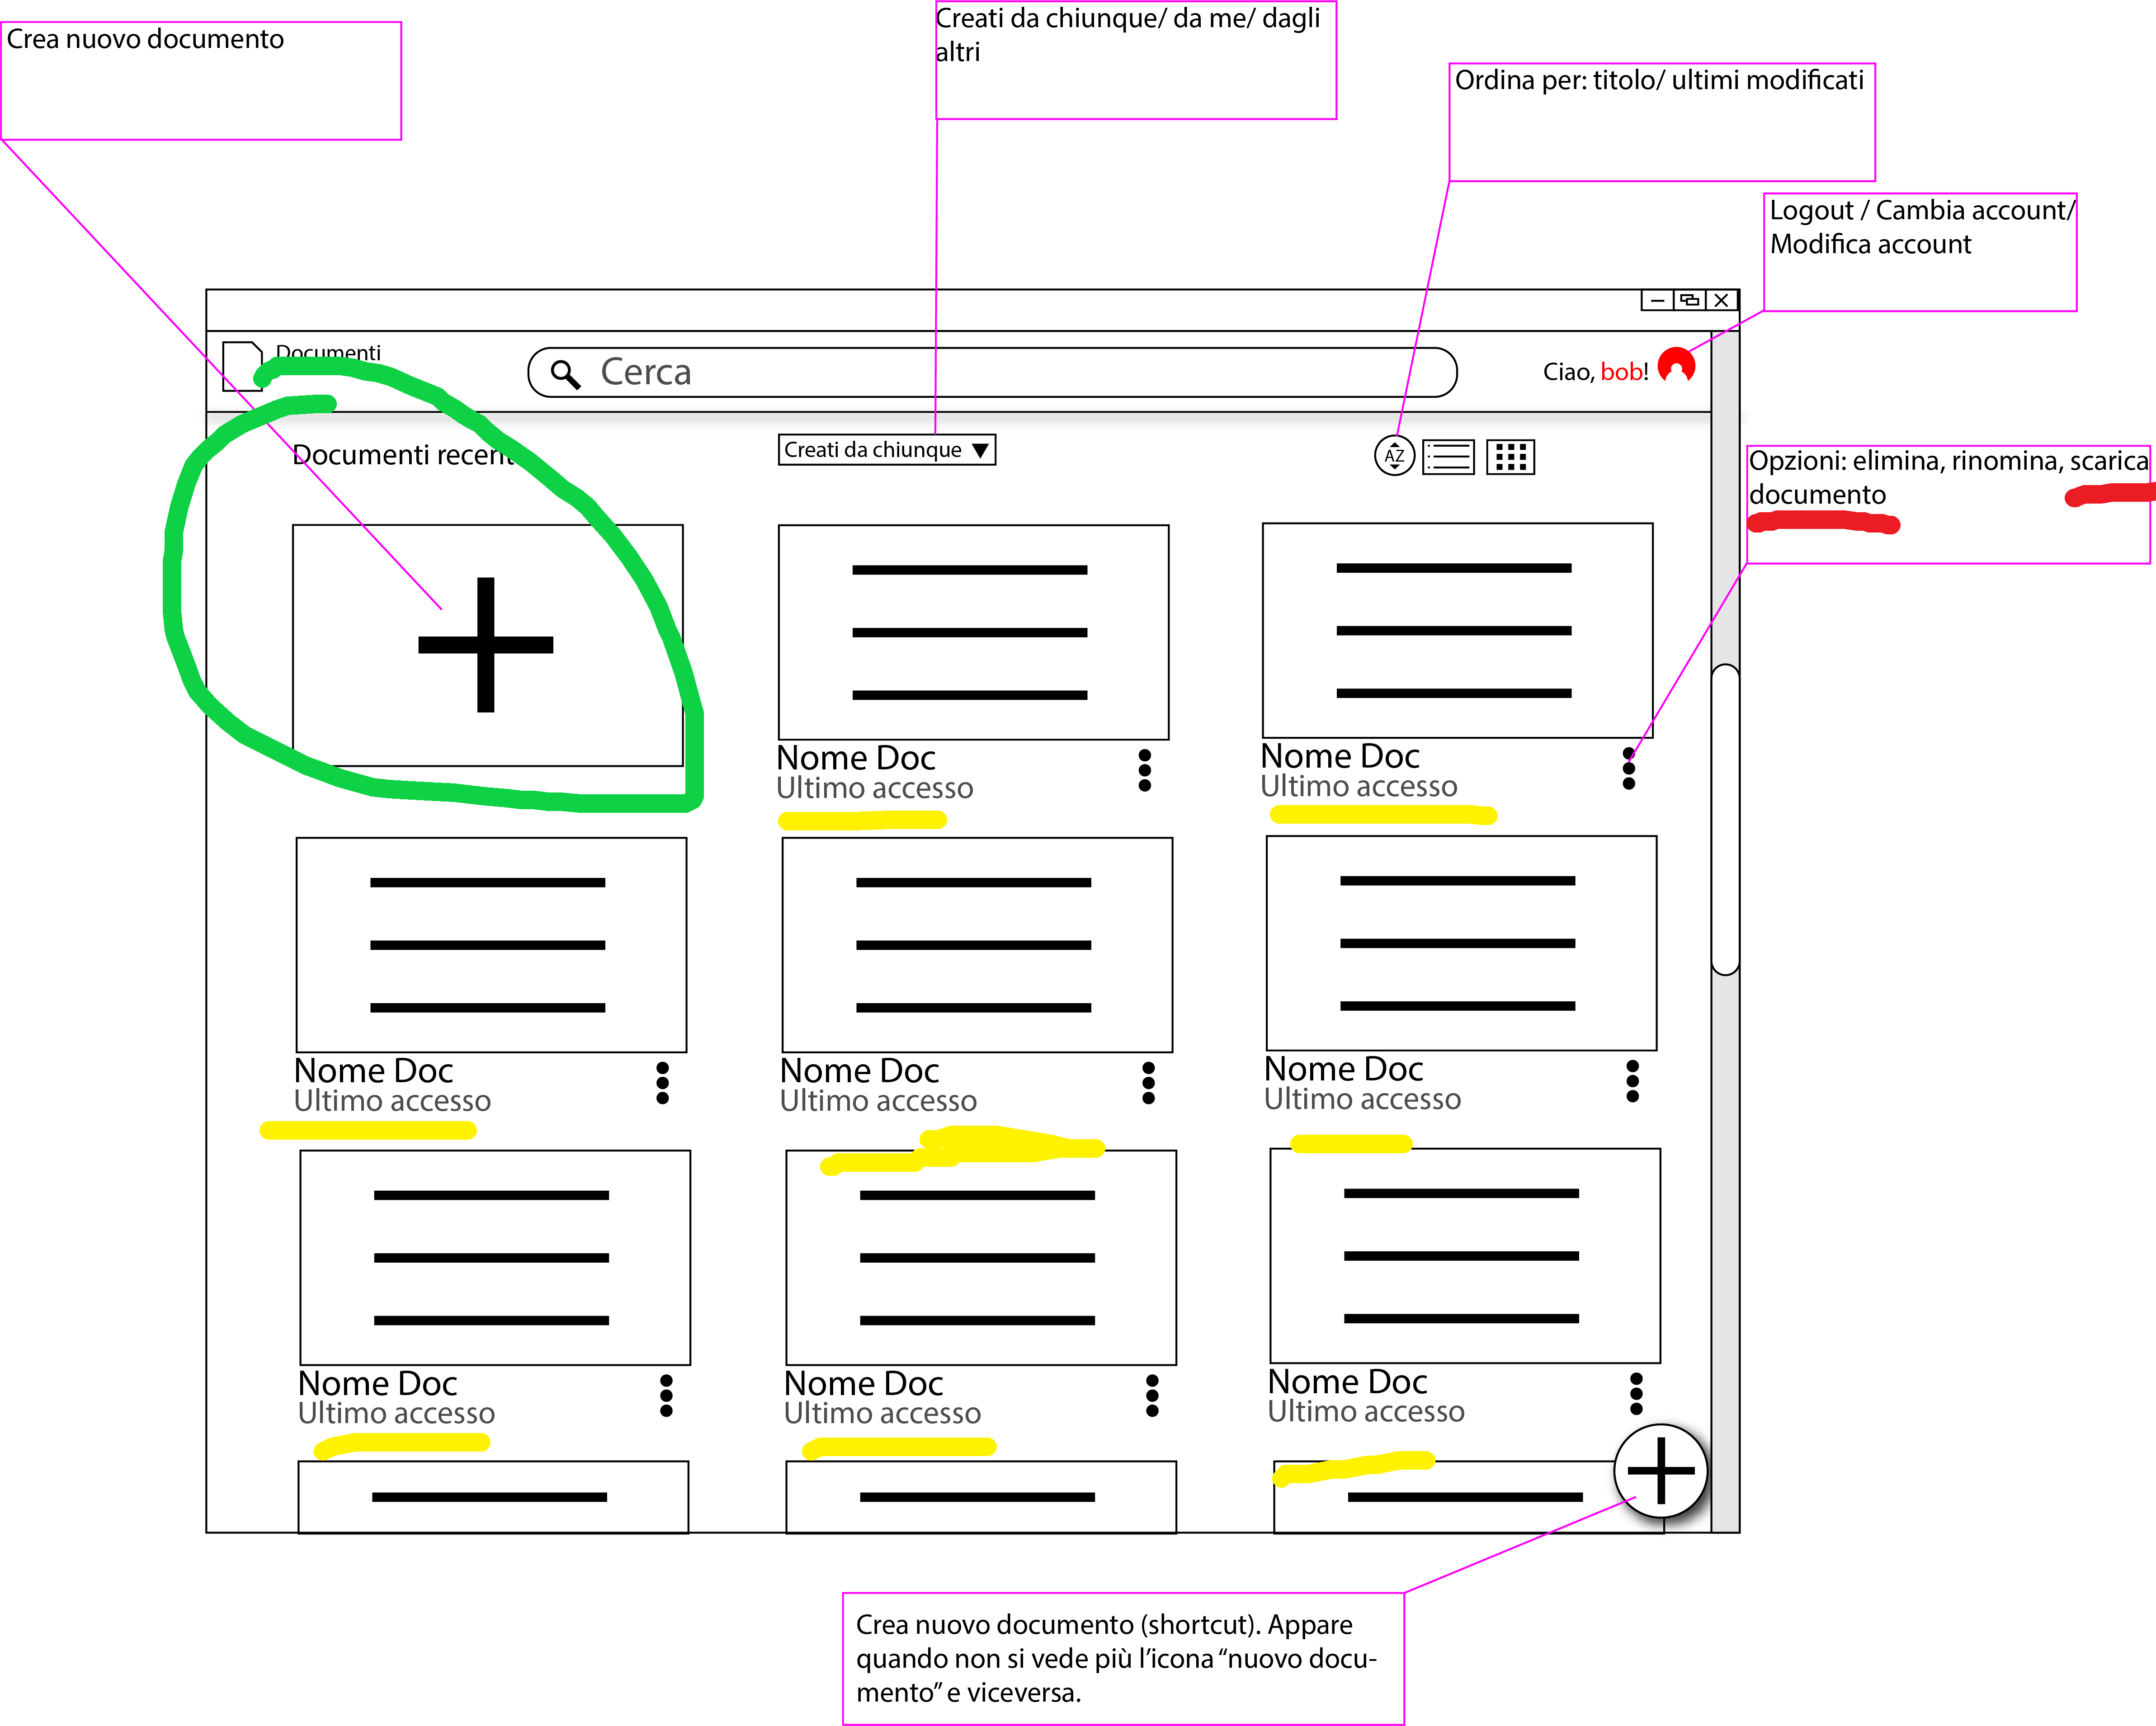 Crea nuovo documento
Creati da chiunque/ da me/ dagli
altri
Ordina per: titolo/ ultimi modificati
Logout / Cambia account/
Modifica account
Documenti
Cerca
Ciao, bob!
Documenti recent
Creati da chiunque
AZ
Opzioni: elimina, rinomina, scarica
documento
Nome Doc
Ultimo accesso
Nome Doc
Ultimo accesso
Nome Doc
Ultimo accesso
Nome Doc
Ultimo accesso
Nome Doc
Ultimo accesso
Nome Doc
Ultimo accesso
Nome Doc
Ultimo accesso
Nome Doc
Ultimo accesso
Crea nuovo documento (shortcut). Appare
quando non si vede più l’icona “nuovo docu-
mento” e viceversa.